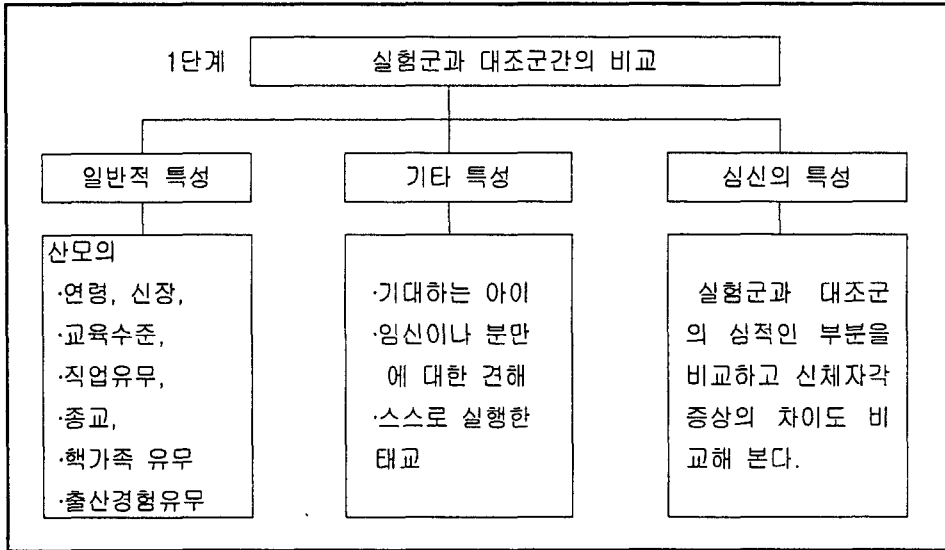 1단계
실험군과 대조군간의 비교
일반적 특성
기타 특성
심신의 특성
산모의
·연령, 신장,
·교육수준,
·직업유무,
·종교,
·핵가족 유무
·출산경험유무
·기대하는 아이
·임신이나 분만
에 대한 견해
·스스로 실행한
태교
실험군과 대조군
의 심적인 부분을
비교하고 신체자각
증상의 차이도 비
교해 본다.